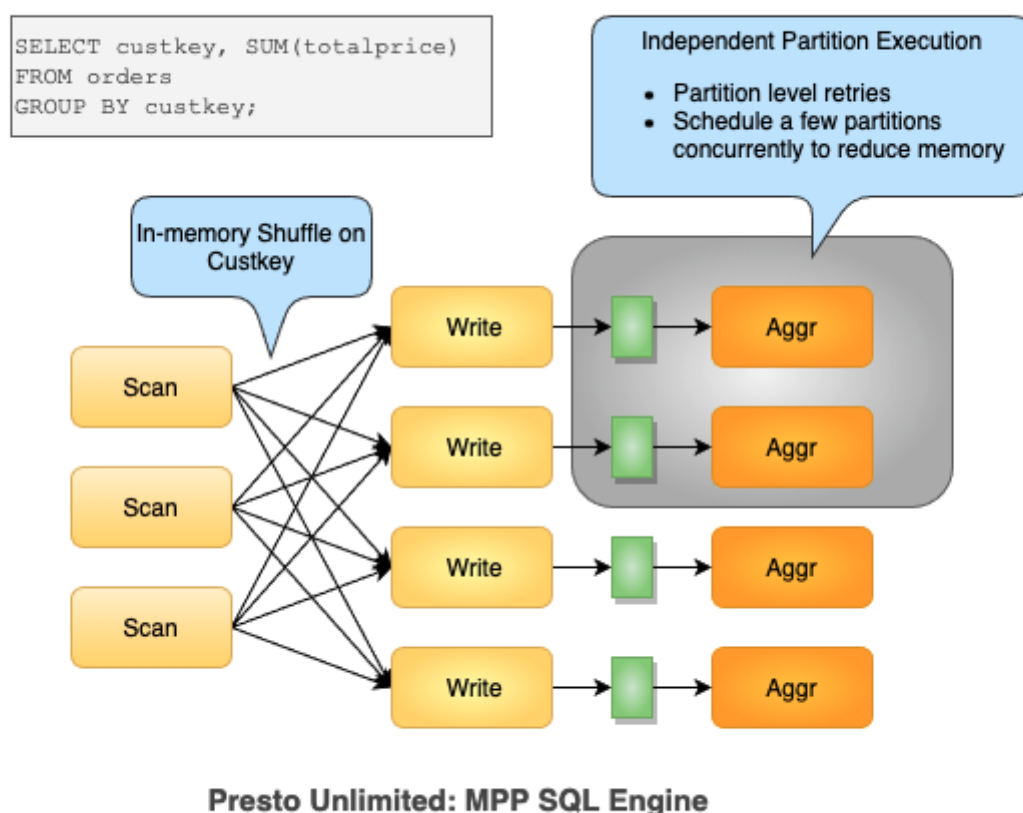 SELECT custkey, SUM(totalprice)
FROM orders
GROUP BY custkey;
Independent Partition Execution
• Partition level retries
• Schedule a few partitions
concurrently to reduce memory
In-memory Shuffle on
Custkey
Scan
Scan
Scan
Write
Write
Write
Write
Aggr
Aggr
Aggr
Aggr
Presto Unlimited: MPP SQL Engine